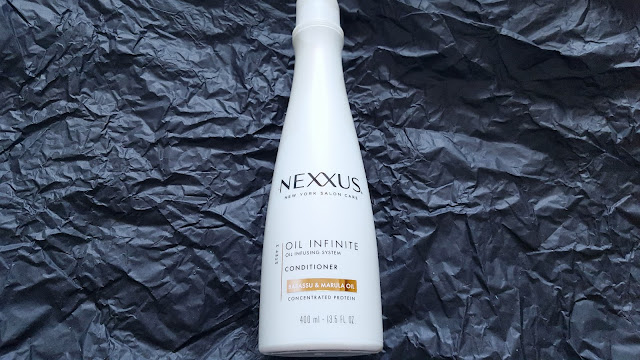 NEXXUS
NEW YORK SALON CARE
OIL INFINITE
OIL INFUSING SYSTEM
CONDITIONER
BABASSU & MARULA OIL
CONCENTRATED PROTEIN
400 ml - 13.5 FL OZ